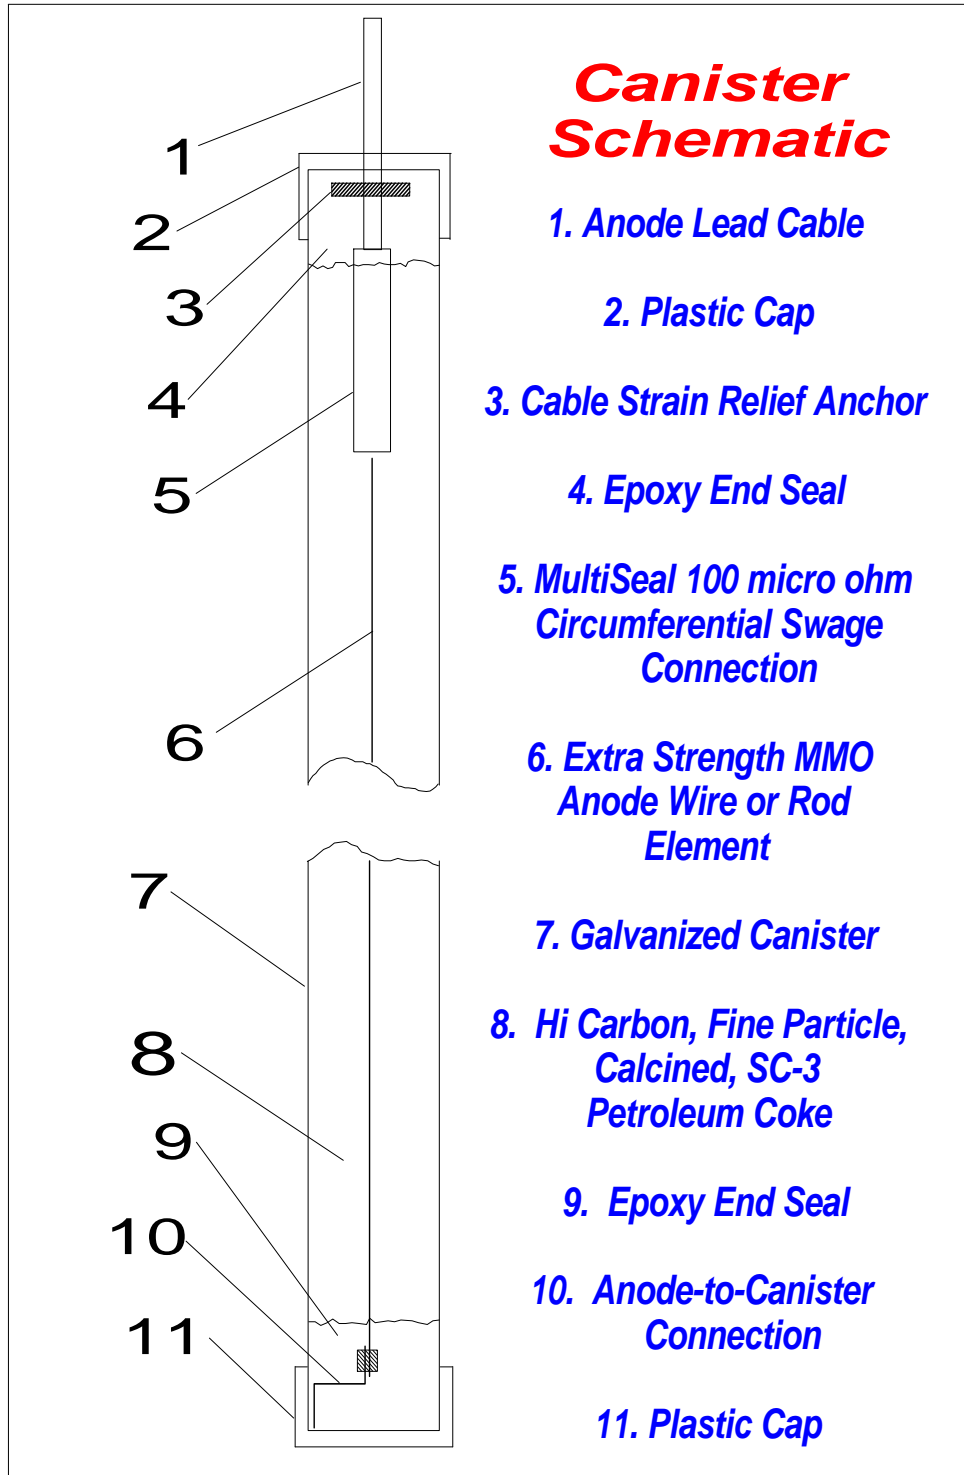 Canister
Schematic
1
2
3
4
5
6
7
8
9
10
11
1. Anode Lead Cable
2. Plastic Cap
3. Cable Strain Relief Anchor
4. Epoxy End Seal
5. MultiSeal 100 micro ohm
Circumferential Swage
Connection
6. Extra Strength MMO
Anode Wire or Rod
Element
7. Galvanized Canister
8. Hi Carbon, Fine Particle,
Calcined, SC-3
Petroleum Coke
9. Epoxy End Seal
10. Anode-to-Canister
Connection
11. Plastic Cap